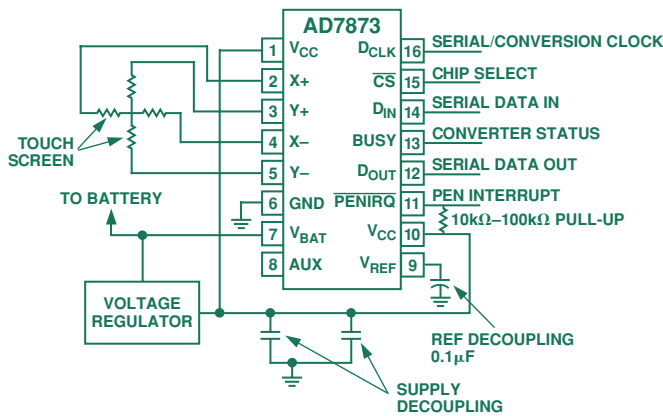 AD7873
1 VCC
2 X+
3 Y+
4 X–
5 Y–
6 GND
7 VBAT
8 AUX
DCLK 16 SERIAL/CONVERSION CLOCK
CS 15 CHIP SELECT
DIN 14 SERIAL DATA IN
BUSY 13 CONVERTER STATUS
DOUT 12 SERIAL DATA OUT
PENIRQ 11 PEN INTERRUPT
10kΩ–100kΩ PULL-UP
VCC 10
VREF 9
TOUCH
SCREEN
TO BATTERY
VOLTAGE
REGULATOR
REF DECOUPLING
0.1μF
SUPPLY
DECOUPLING